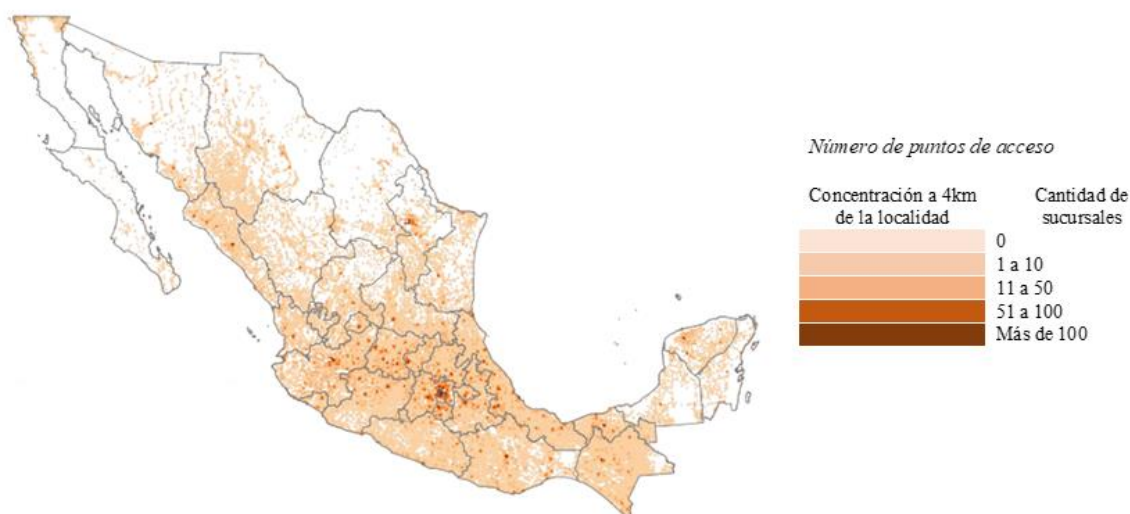 Número de puntos de acceso
Concentración a 4km
de la localidad
Cantidad de
sucursales
0
1 a 10
11 a 50
51 a 100
Más de 100